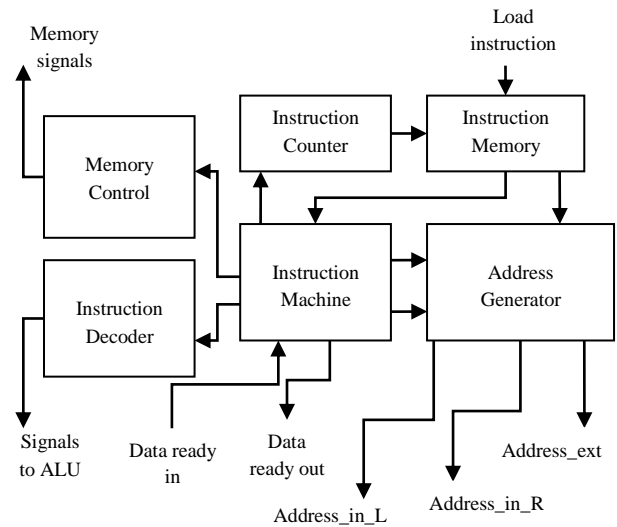 Memory
signals
Load
instruction
Instruction
Counter
Instruction
Memory
Memory
Control
Instruction
Machine
Address
Generator
Instruction
Decoder
Signals
to ALU
Data ready
in
Data
ready out
Address_in_L
Address_in_R
Address_ext